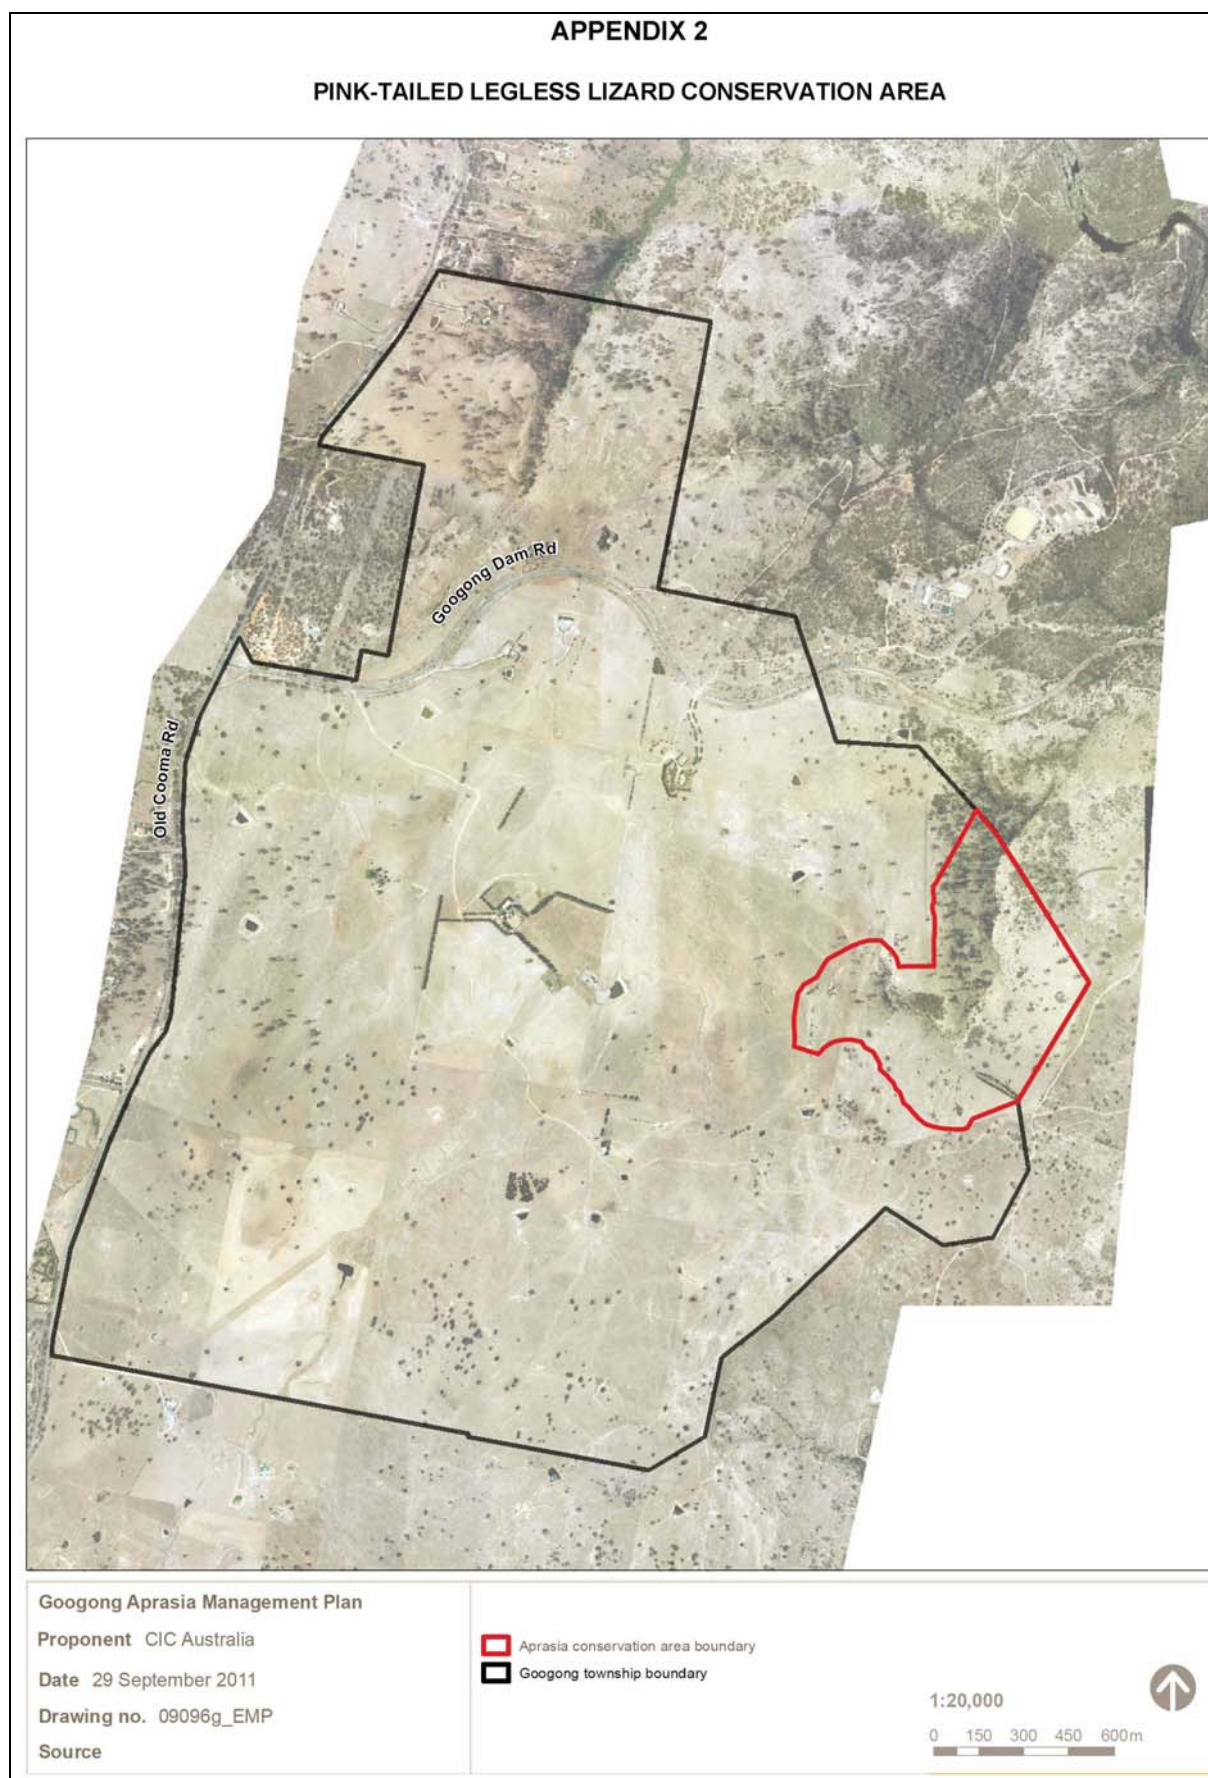 APPENDIX 2
PINK-TAILED LEGLESS LIZARD CONSERVATION AREA
Googong Dam Rd
Old Cooma Rd
Googong Aprasia Management Plan
Proponent CIC Australia
Date 29 September 2011
Drawing no. 09096g_EMP
Source
Aprasia conservation area boundary
Googong township boundary
1:20,000
0 150 300 450 600m